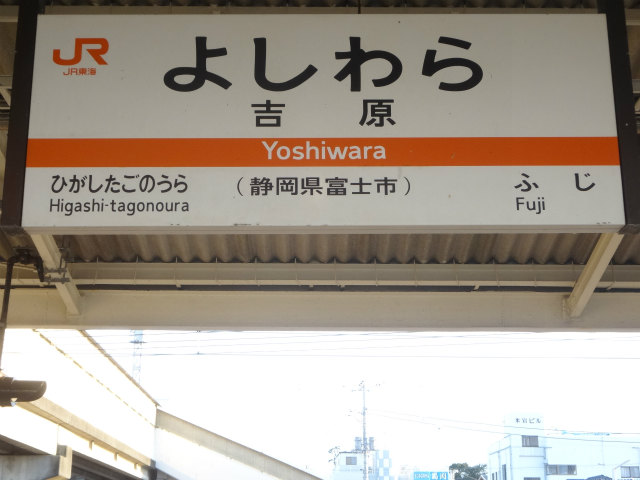 JR
JR東海
よしわら
吉原
Yoshiwara
ひがしたごのうら
Higashi-tagonoura
（静岡県富士市）
ふじ
Fuji